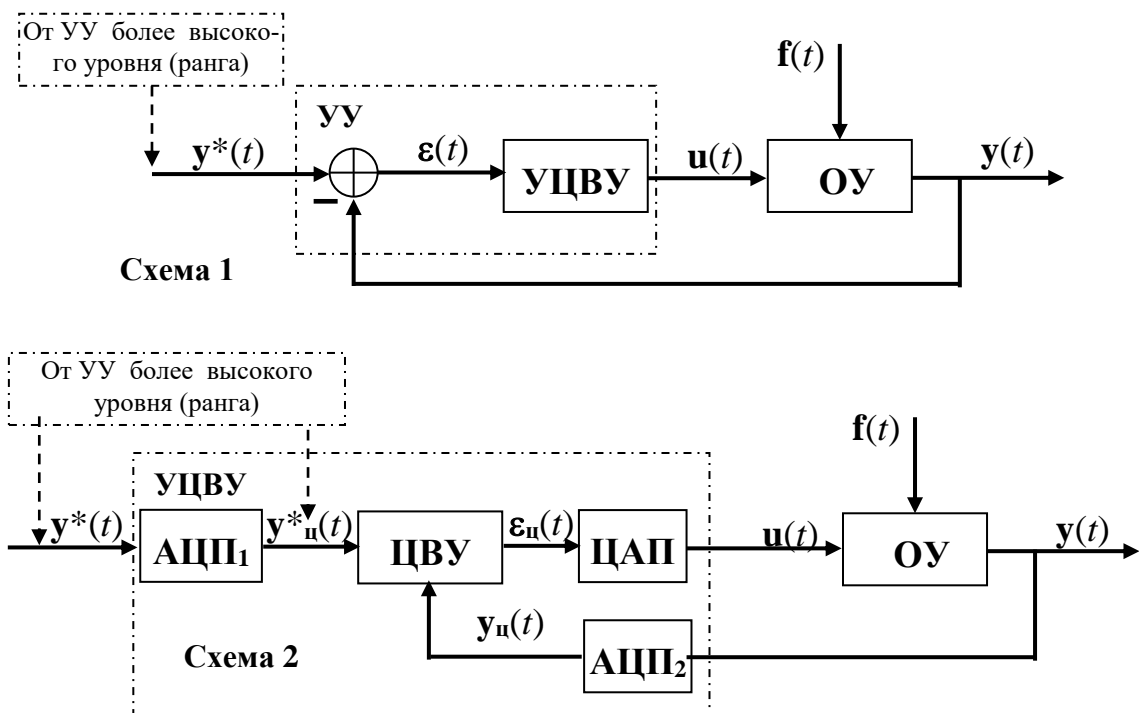 От УУ более высоко-
го уровня (ранга)
f(t)
УУ
y*(t)
ε(t)
УЦВУ
u(t)
ОУ
y(t)
–
Схема 1
От УУ более высокого
уровня (ранга)
f(t)
УЦВУ
y*(t)
АЦП₁
y*ц(t)
ЦВУ
εц(t)
ЦАП
u(t)
ОУ
y(t)
yц(t)
АЦП₂
Схема 2